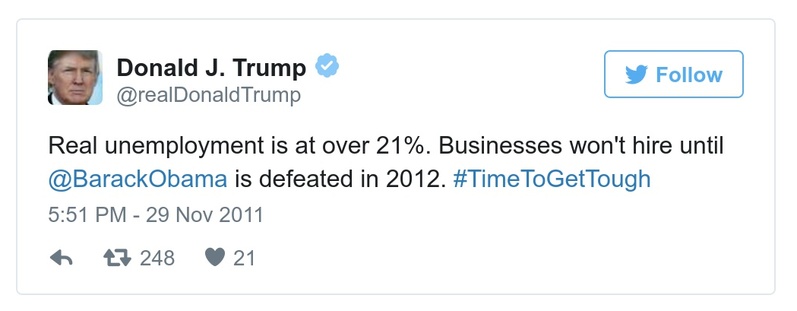 Donald J. Trump
@realDonaldTrump
Follow
Real unemployment is at over 21%. Businesses won't hire until
@BarackObama is defeated in 2012. #TimeToGetTough
5:51 PM - 29 Nov 2011
248 21